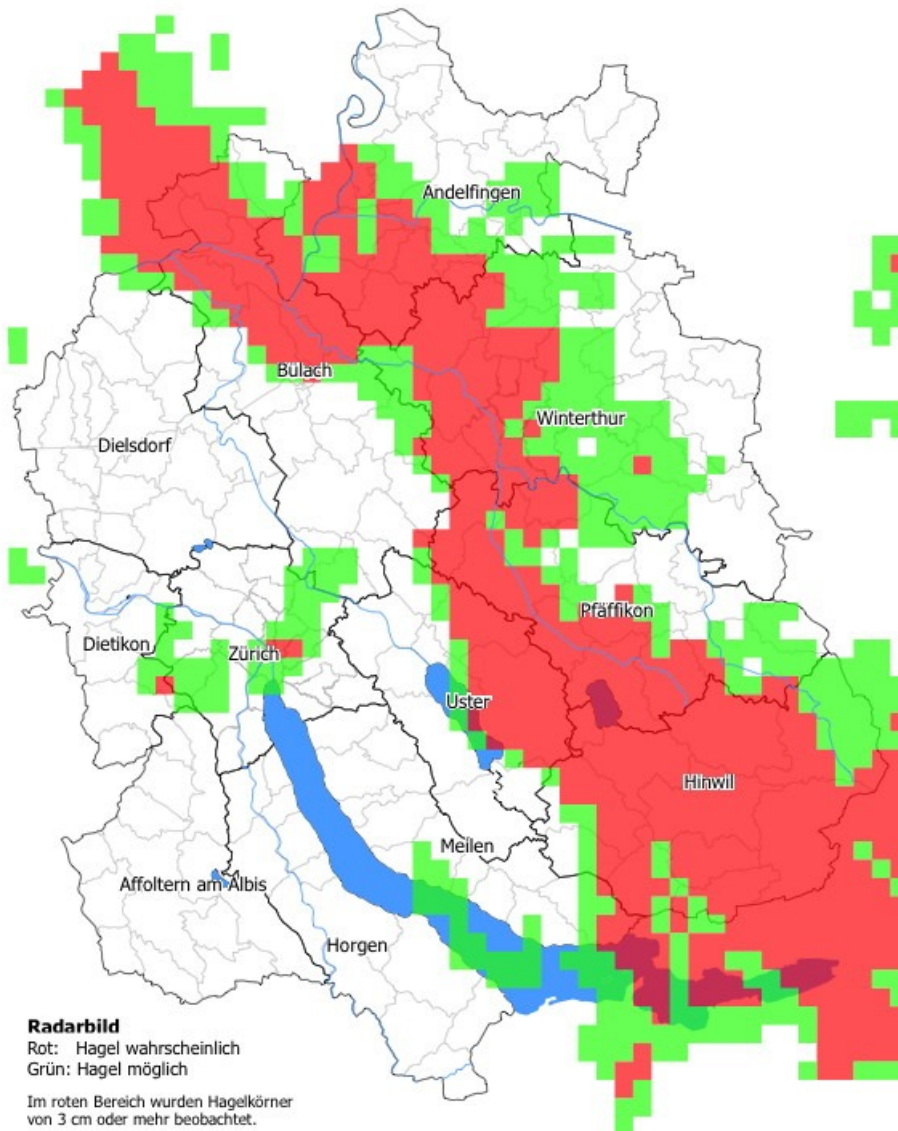 Andelfingen
Bülach
Winterthur
Dielsdorf
Pfäffikon
Dietikon
Zürich
Uster
Hinwil
Meilen
Affoltern am Albis
Horgen
Radarbild
Rot: Hagel wahrscheinlich
Grün: Hagel möglich
Im roten Bereich wurden Hagelkörner
von 3 cm oder mehr beobachtet.